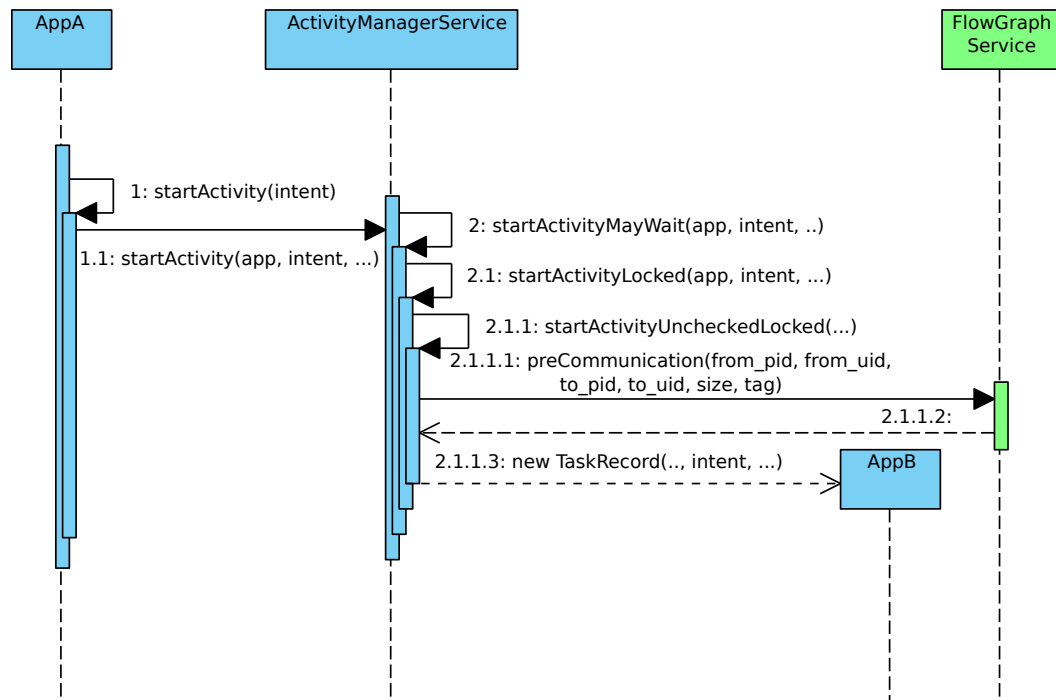 AppA
ActivityManagerService
FlowGraph
Service
1: startActivity(intent)
1.1: startActivity(app, intent, ...)
2: startActivityMayWait(app, intent, ..)
2.1: startActivityLocked(app, intent, ...)
2.1.1: startActivityUncheckedLocked(...)
2.1.1.1: preCommunication(from_pid, from_uid,
to_pid, to_uid, size, tag)
2.1.1.2:
2.1.1.3: new TaskRecord(.., intent, ...)
AppB